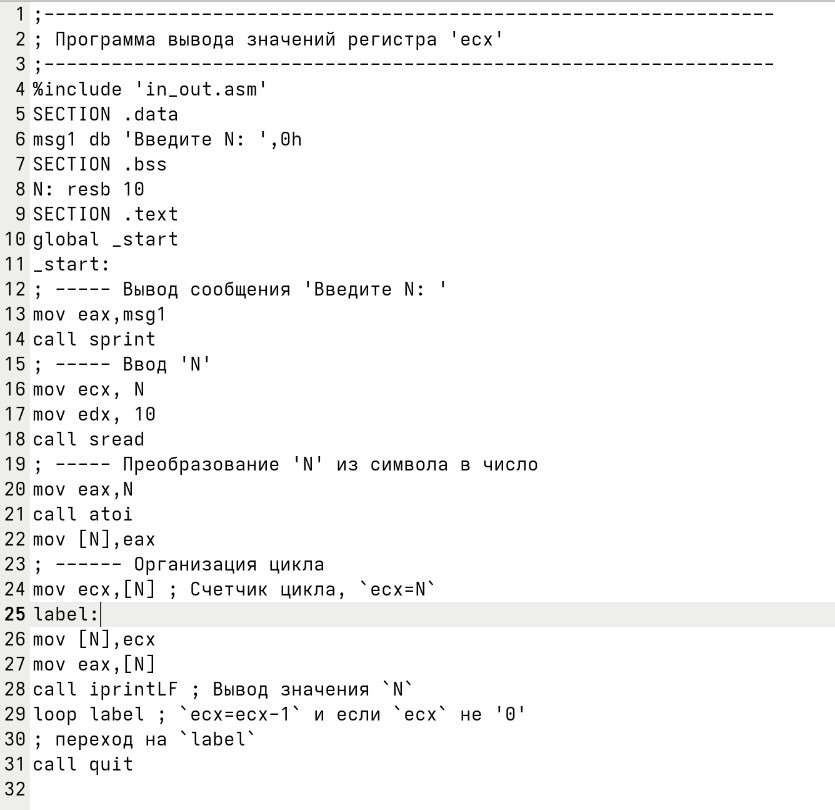 1 ;-----------------------------------------------------------------
2 ; Программа вывода значений регистра 'ecx'
3 ;-----------------------------------------------------------------
4 %include 'in_out.asm'
5 SECTION .data
6 msg1 db 'Введите N: ',0h
7 SECTION .bss
8 N: resb 10
9 SECTION .text
10 global _start
11 _start:
12 ; ----- Вывод сообщения 'Введите N: '
13 mov eax,msg1
14 call sprint
15 ; ----- Ввод 'N'
16 mov ecx, N
17 mov edx, 10
18 call sread
19 ; ----- Преобразование 'N' из символа в число
20 mov eax,N
21 call atoi
22 mov [N],eax
23 ; ------ Организация цикла
24 mov ecx,[N] ; Счетчик цикла, `ecx=N`
25 label:
26 mov [N],ecx
27 mov eax,[N]
28 call iprintLF ; Вывод значения `N`
29 loop label ; `ecx=ecx-1` и если `ecx` не '0'
30 ; переход на `label`
31 call quit
32